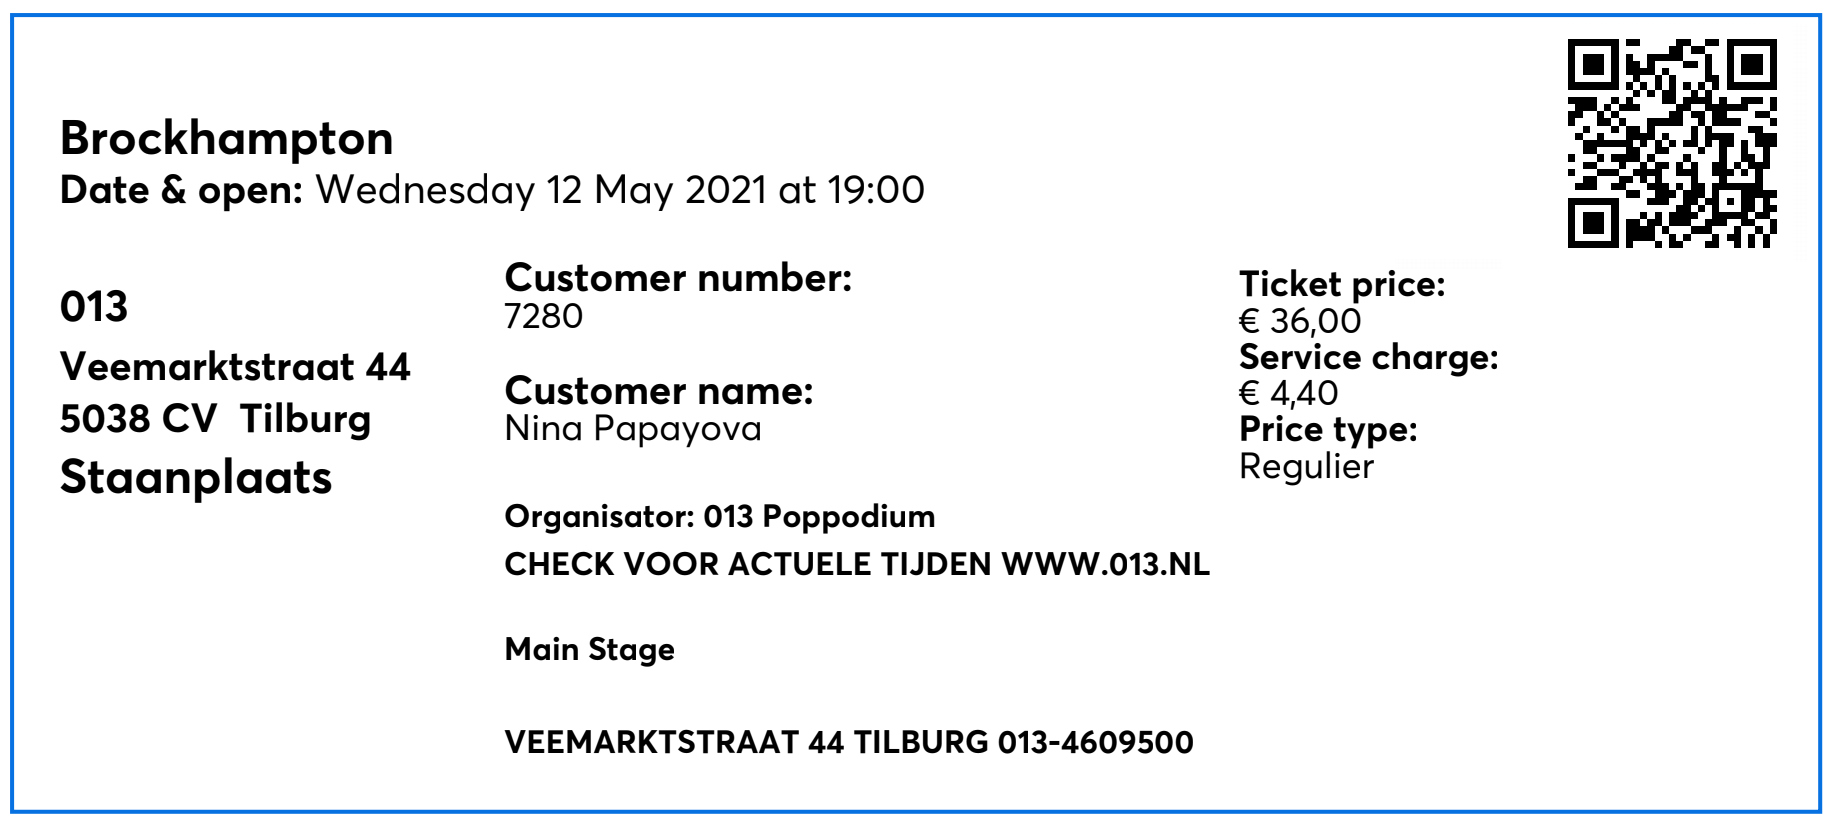 Brockhampton
Date & open: Wednesday 12 May 2021 at 19:00
013
Veemarktstraat 44
5038 CV Tilburg
Staanplaats
Customer number:
7280
Customer name:
Nina Papayova
Organisator: 013 Poppodium
CHECK VOOR ACTUELE TIJDEN WWW.013.NL
Main Stage
VEEMARKTSTRAAT 44 TILBURG 013-4609500
Ticket price:
€ 36,00
Service charge:
€ 4,40
Price type:
Regulier